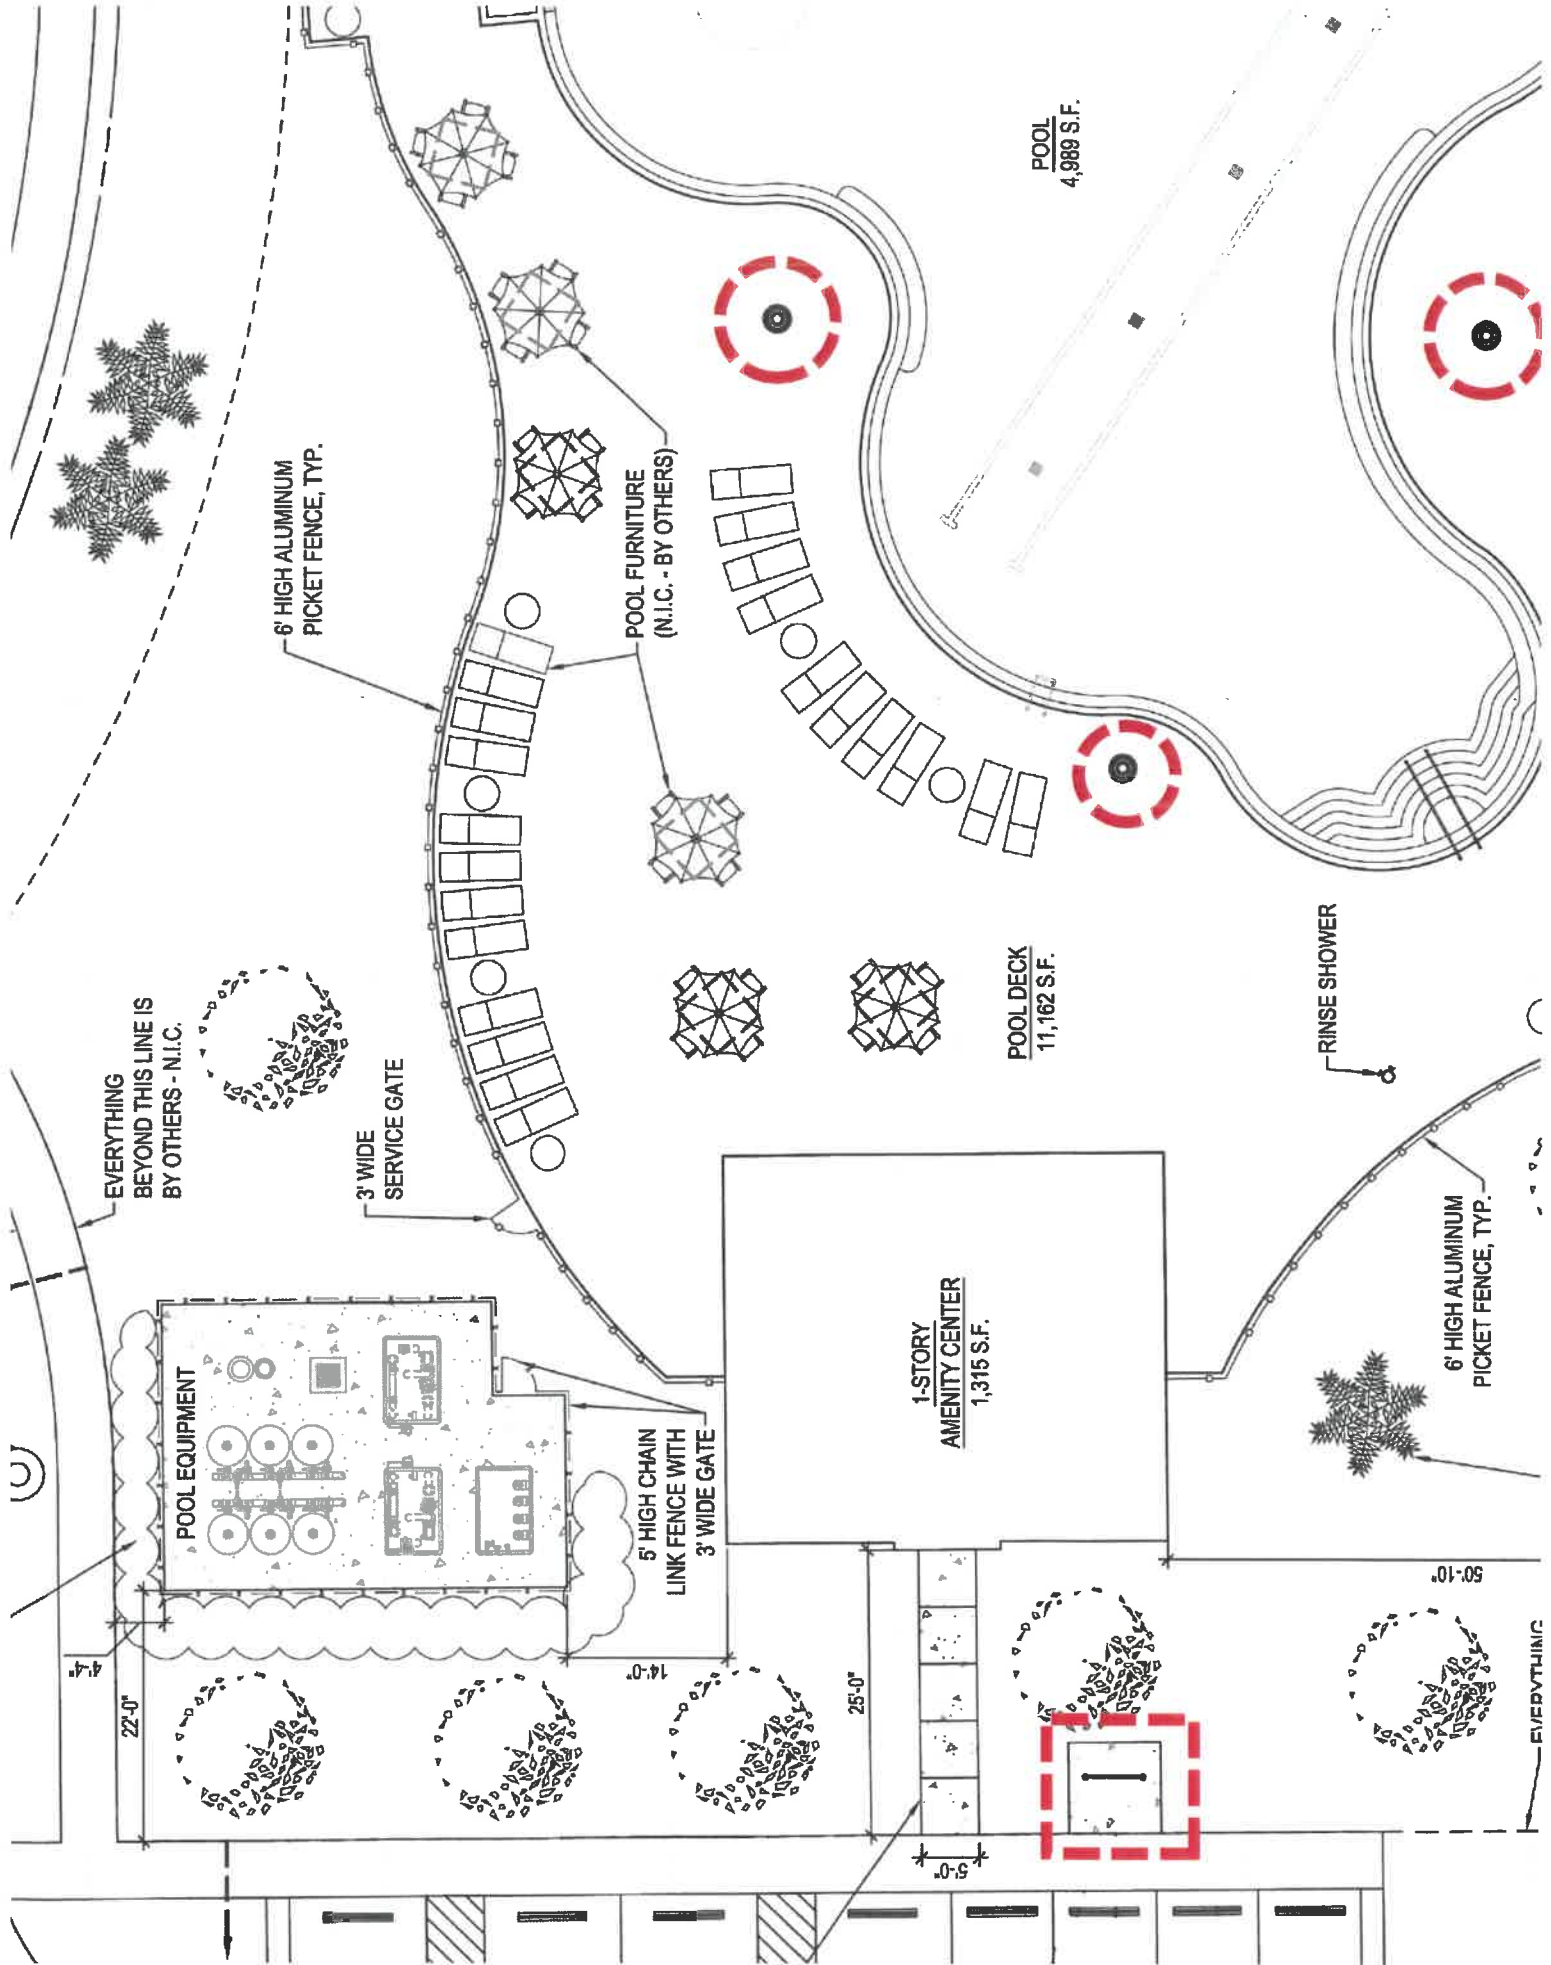 6' HIGH ALUMINUM
PICKET FENCE, TYP.
POOL
4,989 S.F.
POOL FURNITURE
(N.I.C. - BY OTHERS)
EVERYTHING
BEYOND THIS LINE IS
BY OTHERS - N.I.C.
3' WIDE
SERVICE GATE
POOL DECK
11,162 S.F.
RINSE SHOWER
POOL EQUIPMENT
5' HIGH CHAIN
LINK FENCE WITH
3' WIDE GATE
1-STORY
AMENITY CENTER
1,315 S.F.
6' HIGH ALUMINUM
PICKET FENCE, TYP.
4'-4"
22'-0"
14'-0"
25'-0"
5'-0"
50'-10"
EVERYTHING